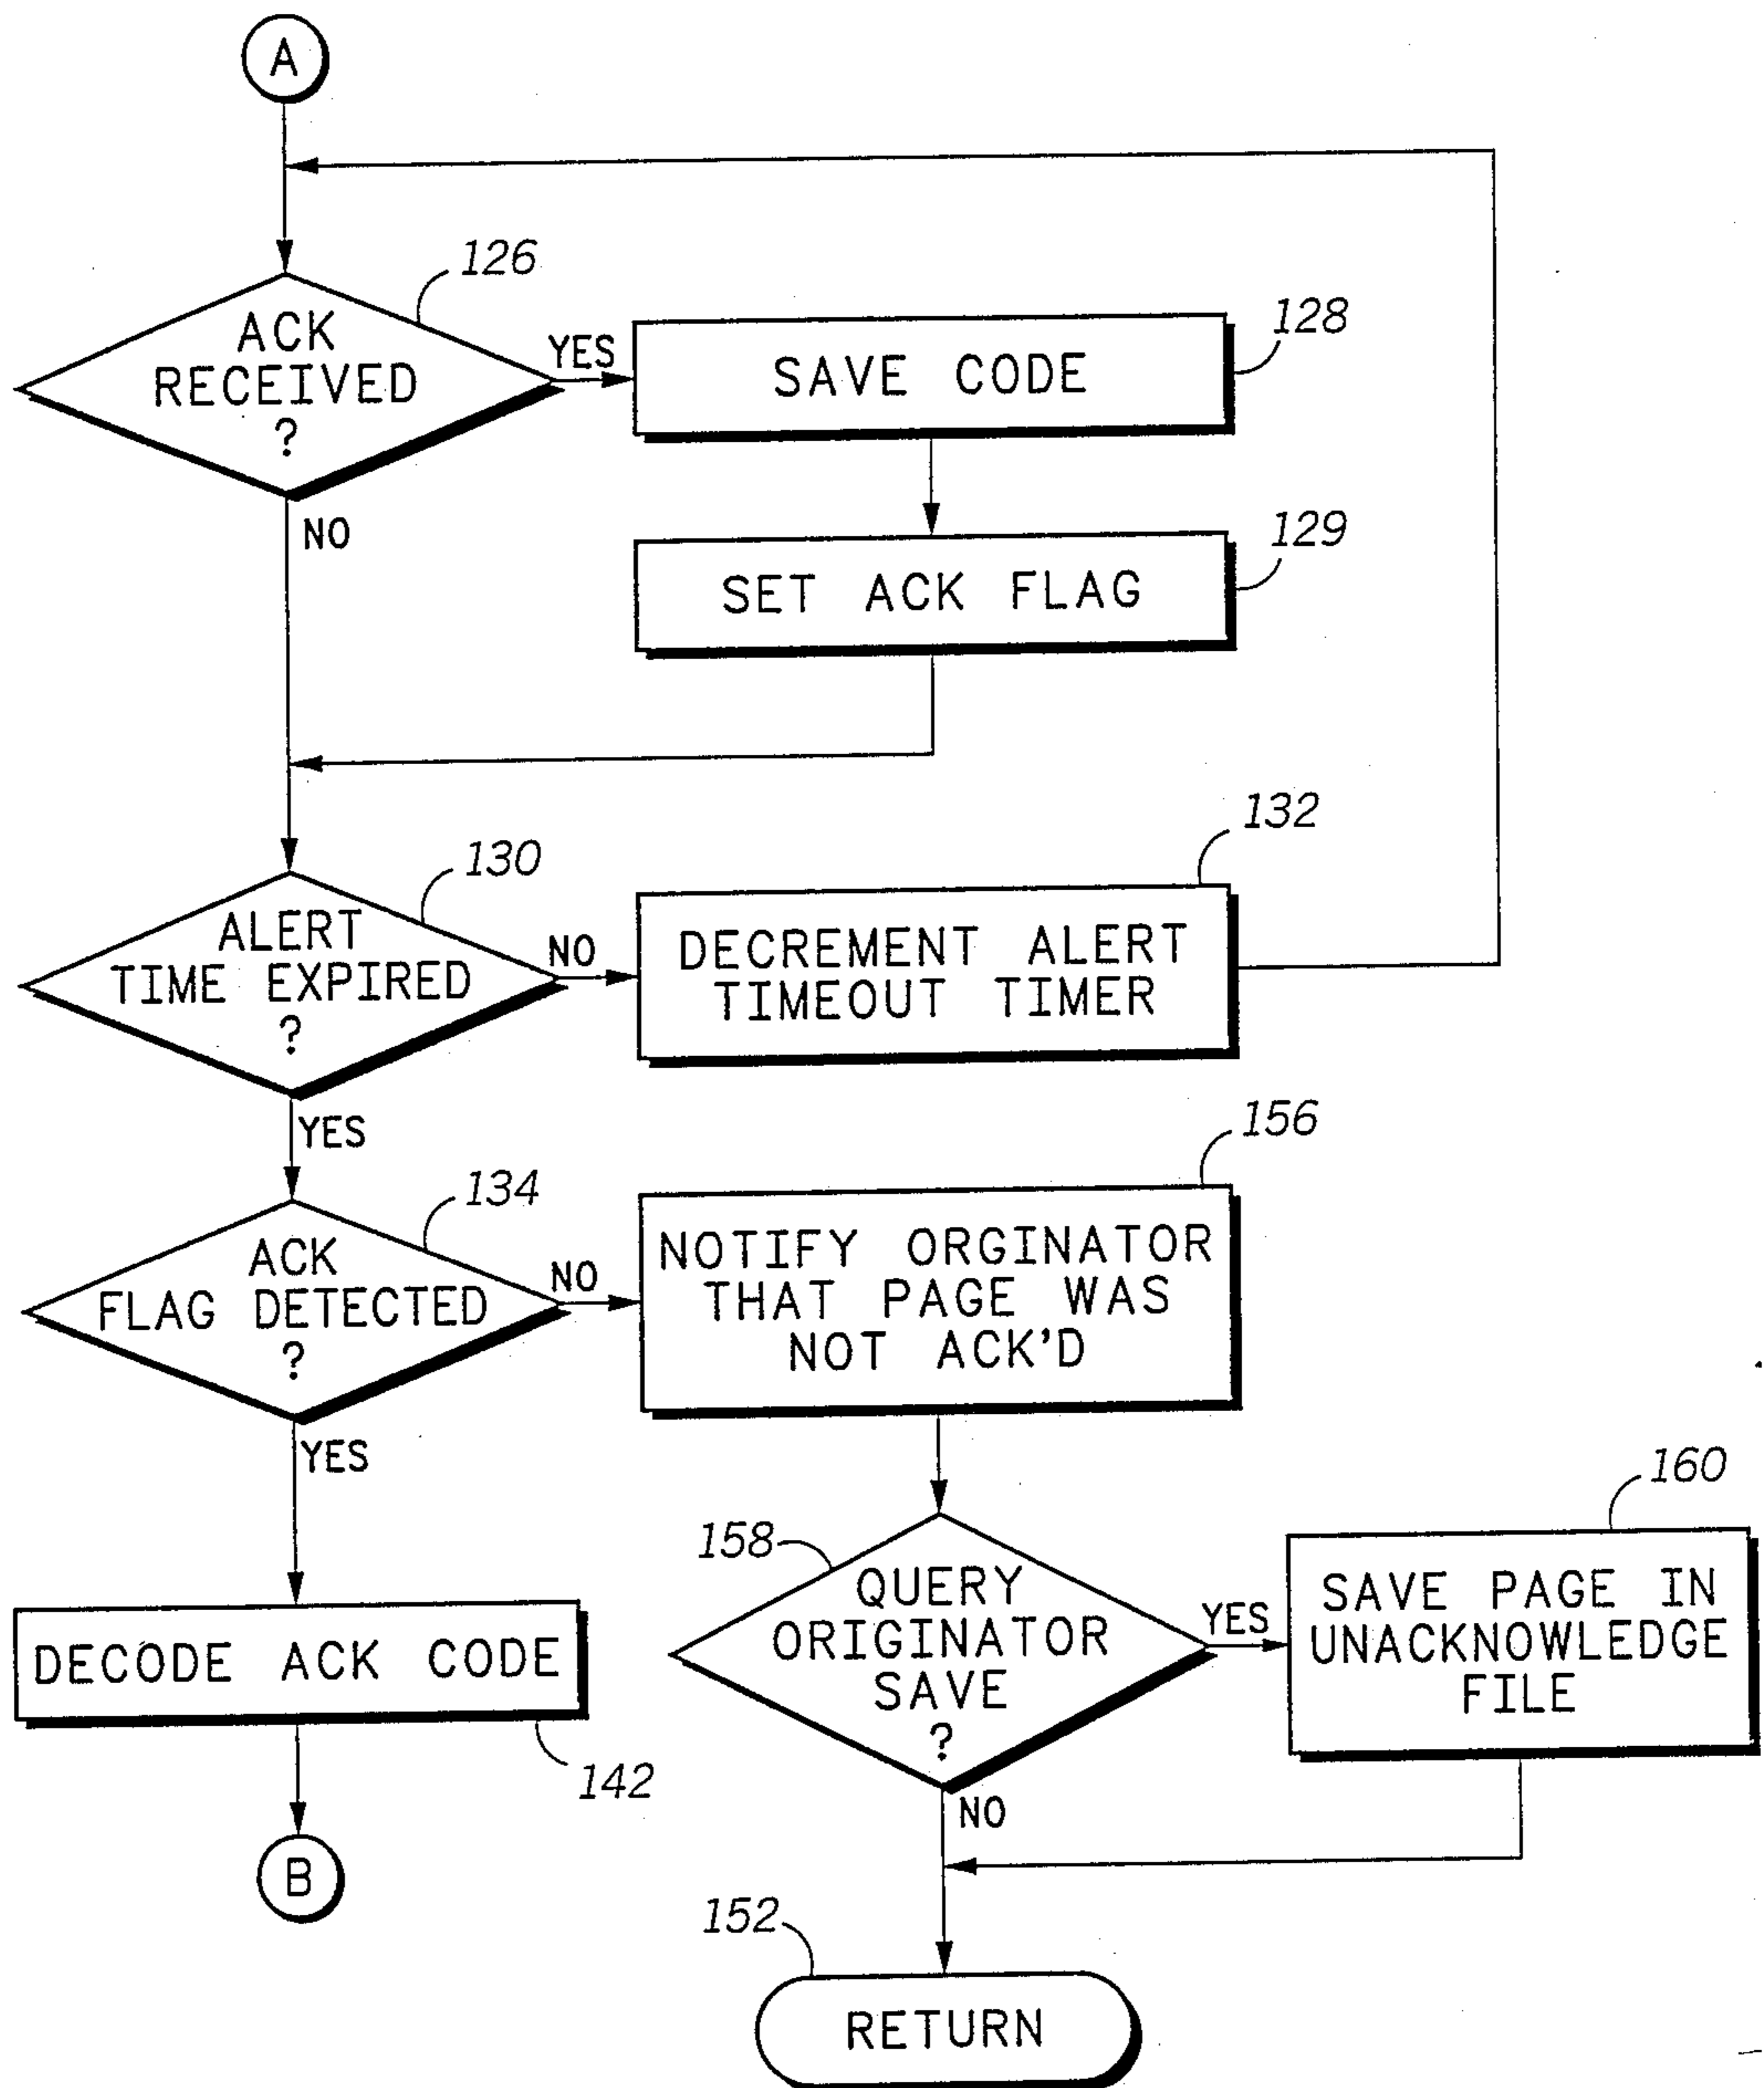 A
126
ACK
RECEIVED
?
YES
NO
128
SAVE CODE
129
SET ACK FLAG
130
ALERT
TIME EXPIRED
?
NO
YES
132
DECREMENT ALERT
TIMEOUT TIMER
134
ACK
FLAG DETECTED
?
NO
YES
156
NOTIFY ORGINATOR
THAT PAGE WAS
NOT ACK'D
158
QUERY
ORIGINATOR
SAVE
?
YES
NO
160
SAVE PAGE IN
UNACKNOWLEDGE
FILE
DECODE ACK CODE
142
B
152
RETURN